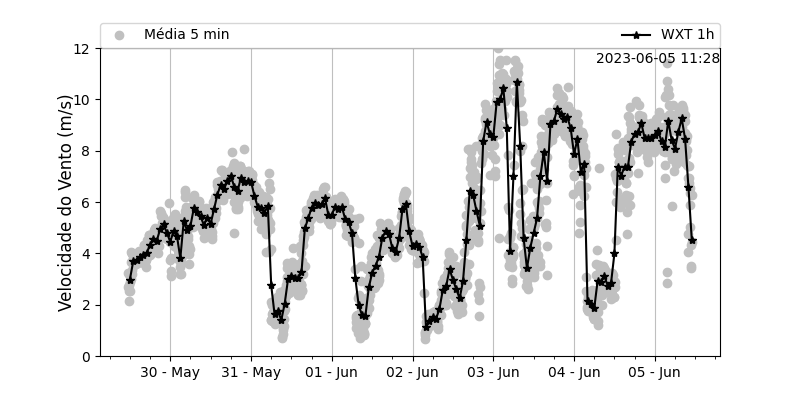 Média 5 min WXT 1h
2023-06-05 11:28
Velocidade do Vento (m/s)
12
10
8
6
4
2
0
30 - May 31 - May 01 - Jun 02 - Jun 03 - Jun 04 - Jun 05 - Jun